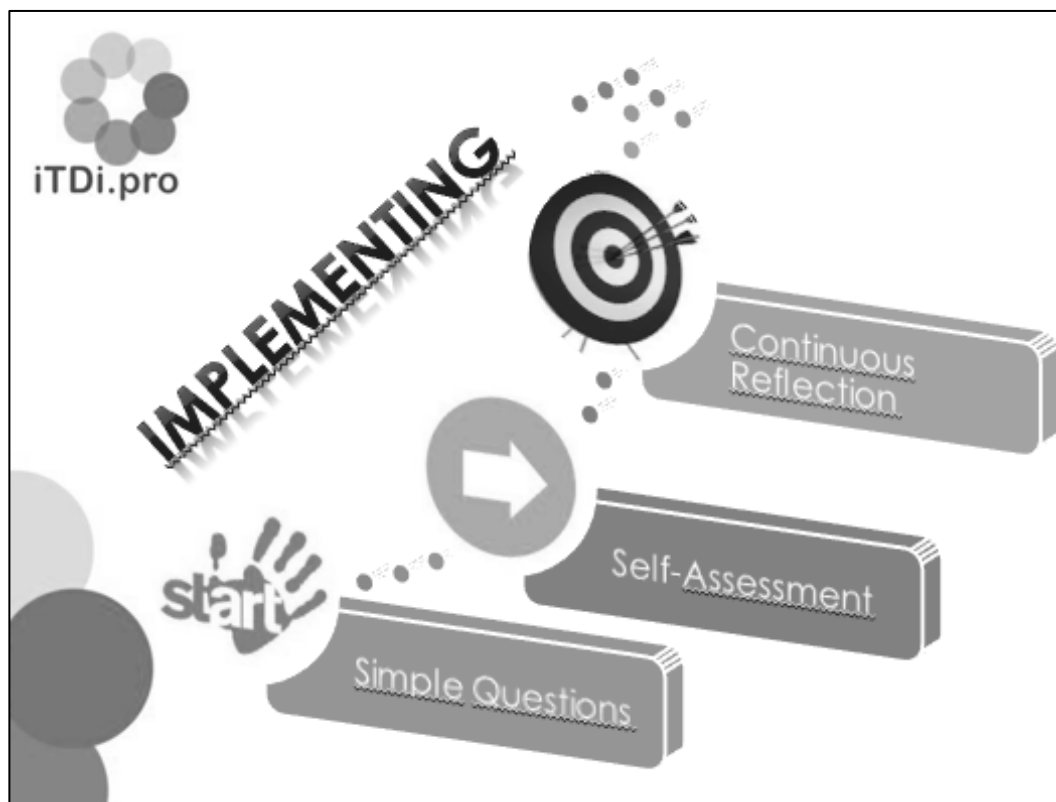 iTDi.pro
IMPLEMENTING
Continuous
Reflection
Self-Assessment
start
Simple Questions